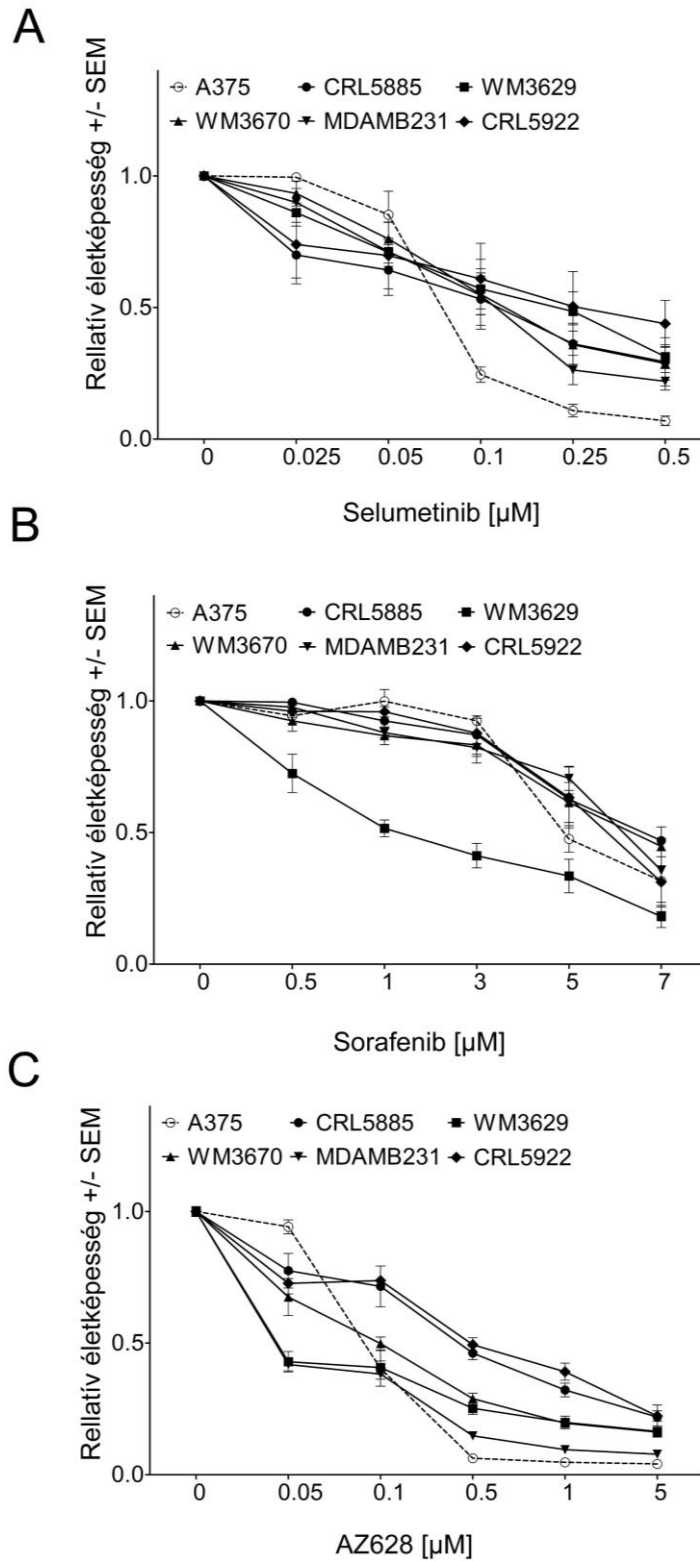 A
Rellatív életképesség +/- SEM
A375 CRL5885 WM3629
WM3670 MDAMB231 CRL5922
1.0
0.5
0.0
0 0.025 0.05 0.1 0.25 0.5
Selumetinib [µM]
B
Rellatív életképesség +/- SEM
A375 CRL5885 WM3629
WM3670 MDAMB231 CRL5922
1.0
0.5
0.0
0 0.5 1 3 5 7
Sorafenib [µM]
C
Rellatív életképesség +/- SEM
A375 CRL5885 WM3629
WM3670 MDAMB231 CRL5922
1.0
0.5
0.0
0 0.05 0.1 0.5 1 5
AZ628 [µM]